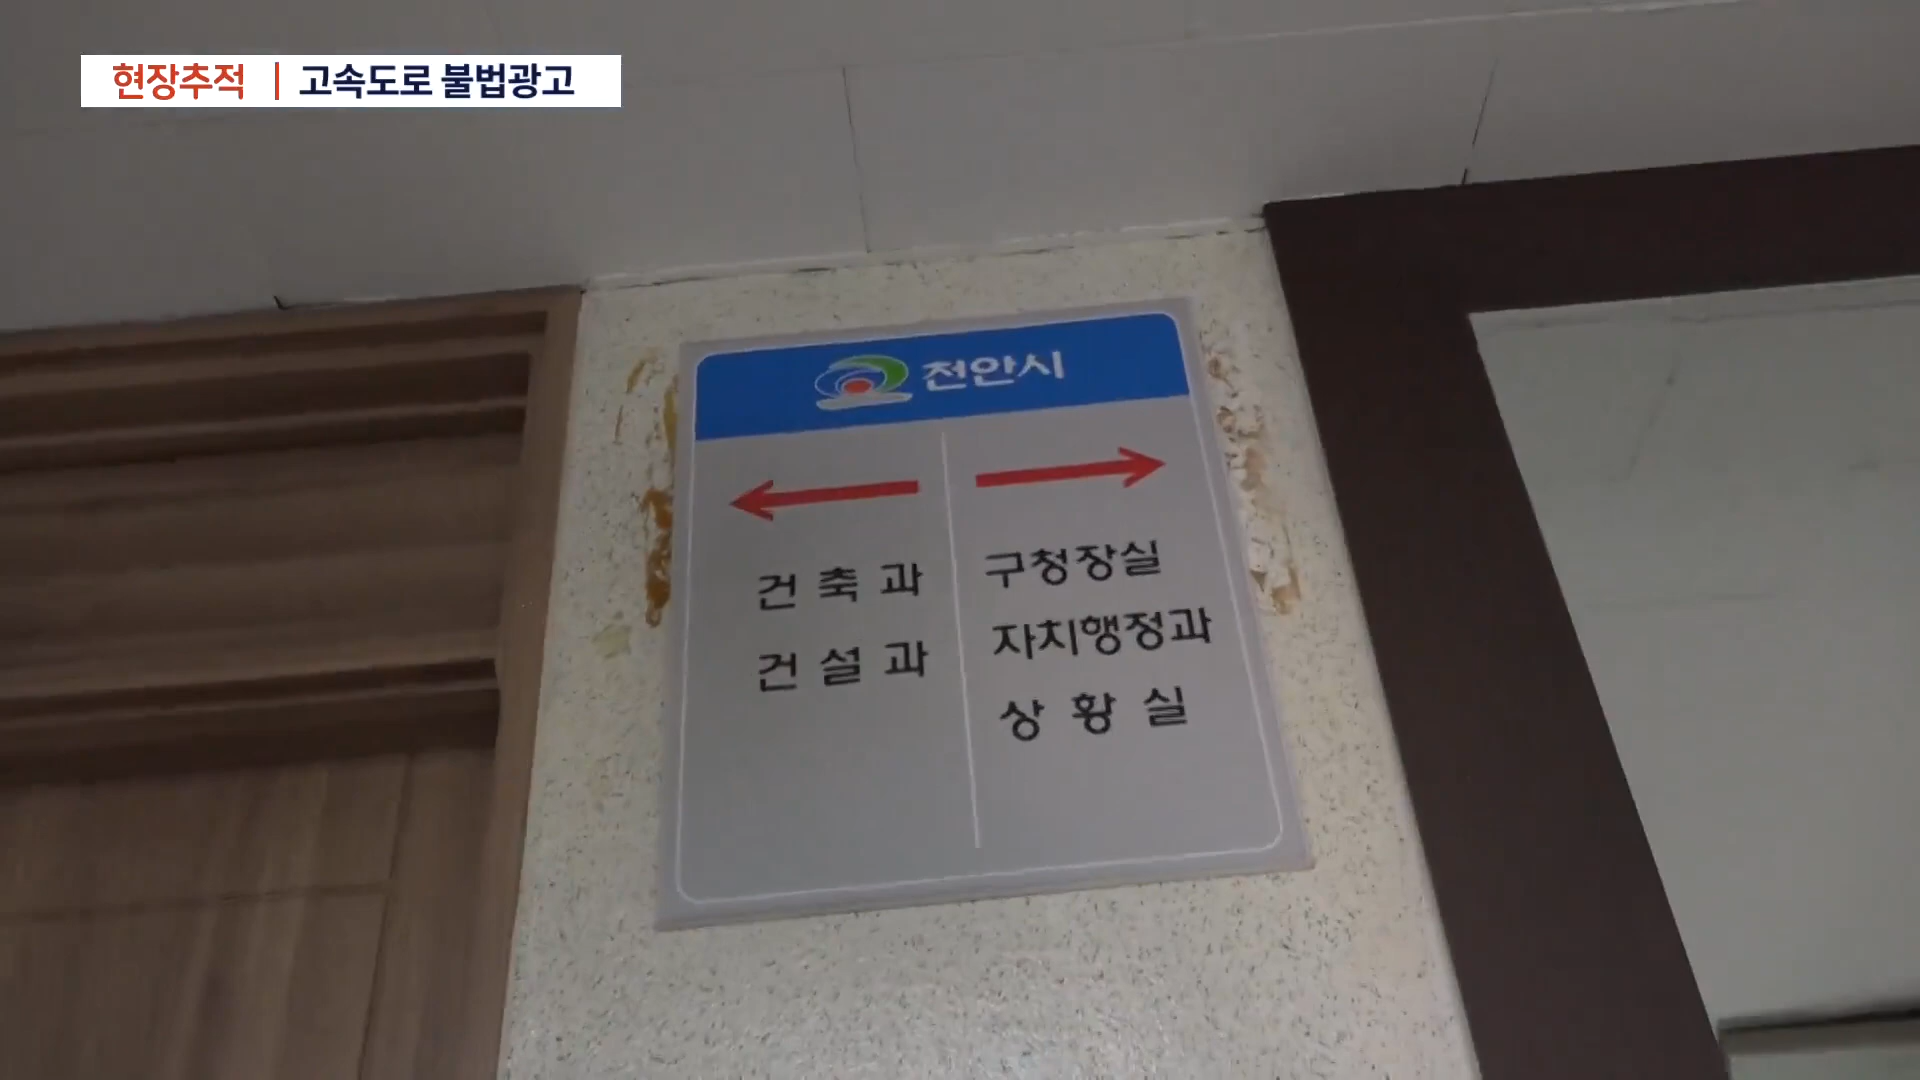 현장추적 | 고속도로 불법광고
천안시
건축과
건설과
구청장실
자치행정과
상황실